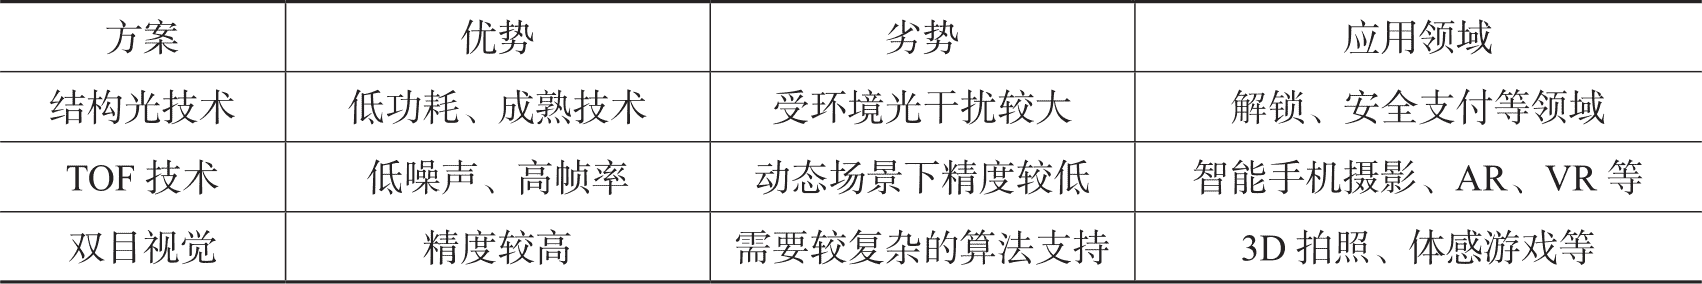 方案 优势 劣势 应用领域
结构光技术 低功耗、成熟技术 受环境光干扰较大 解锁、安全支付等领域
TOF 技术 低噪声、高帧率 动态场景下精度较低 智能手机摄影、AR、VR 等
双目视觉 精度较高 需要较复杂的算法支持 3D 拍照、体感游戏等